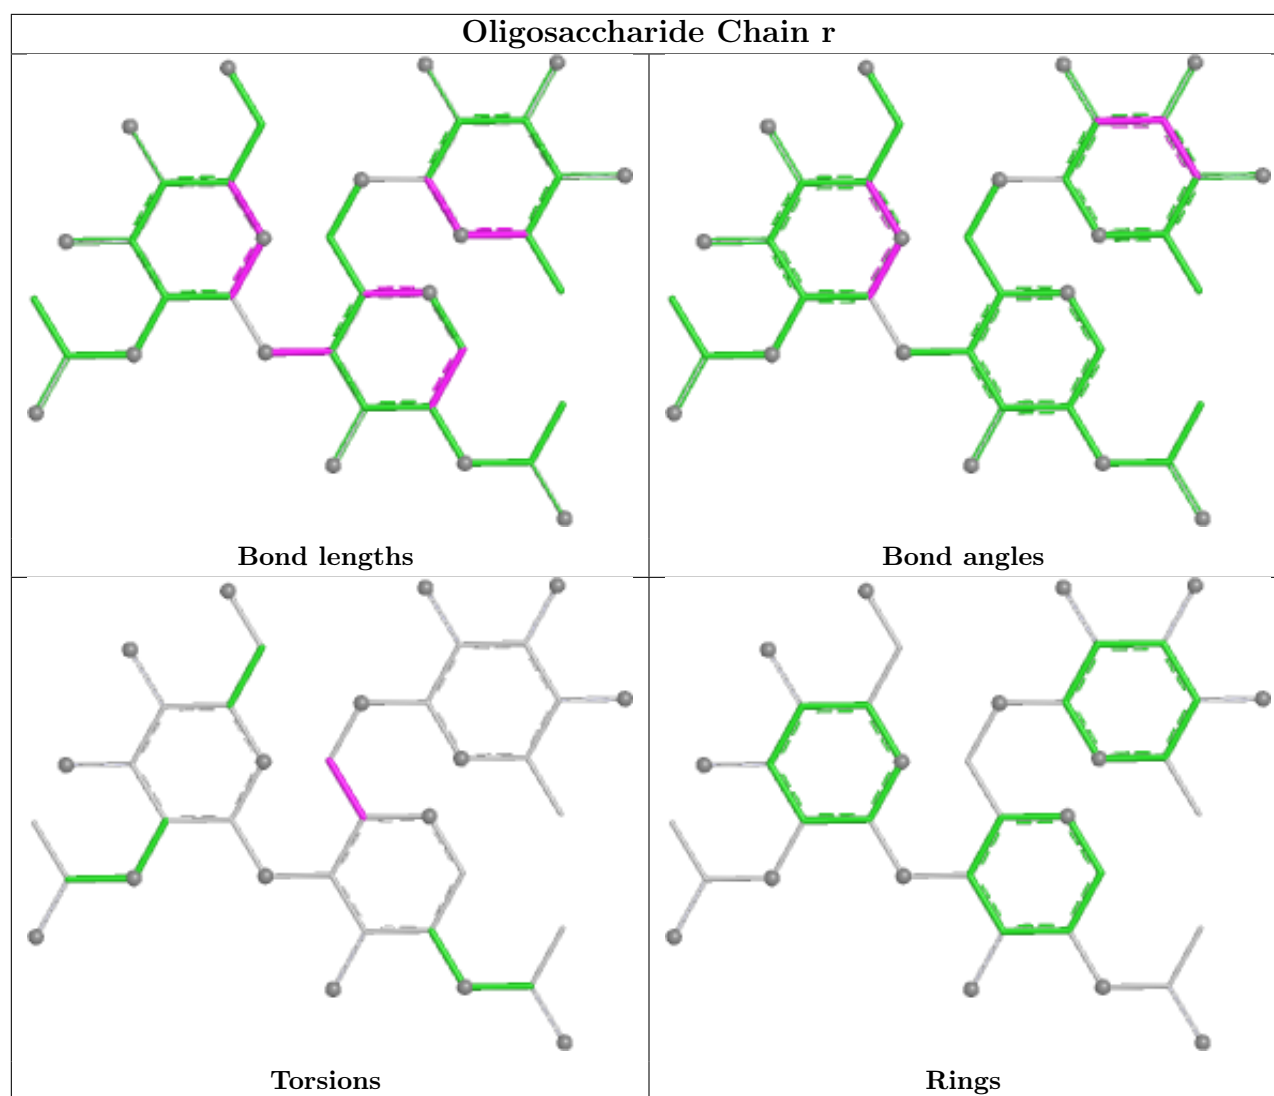 Oligosaccharide Chain r
Bond lengths
Bond angles
Torsions
Rings